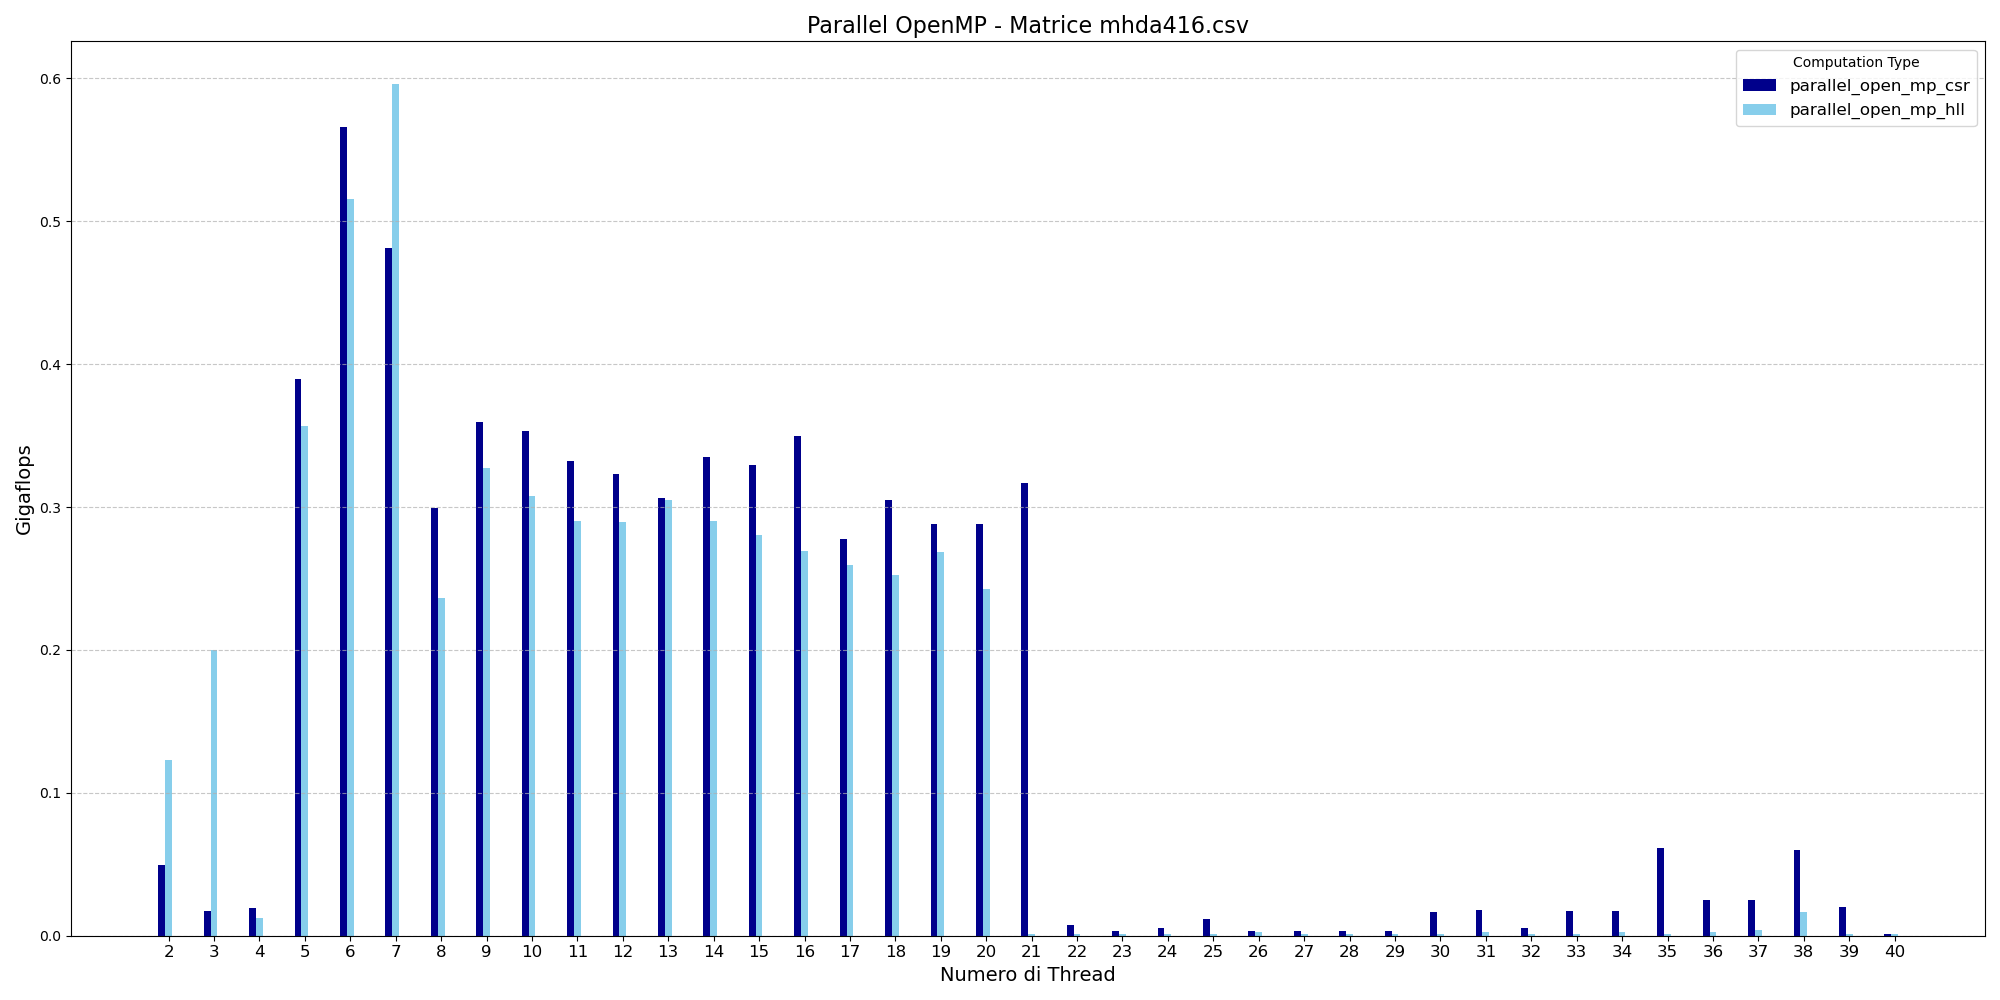 Parallel OpenMP - Matrice mhda416.csv
Computation Type
parallel_open_mp_csr
parallel_open_mp_hll
Gigaflops
0.6
0.5
0.4
0.3
0.2
0.1
0.0
2 3 4 5 6 7 8 9 10 11 12 13 14 15 16 17 18 19 20 21 22 23 24 25 26 27 28 29 30 31 32 33 34 35 36 37 38 39 40
Numero di Thread